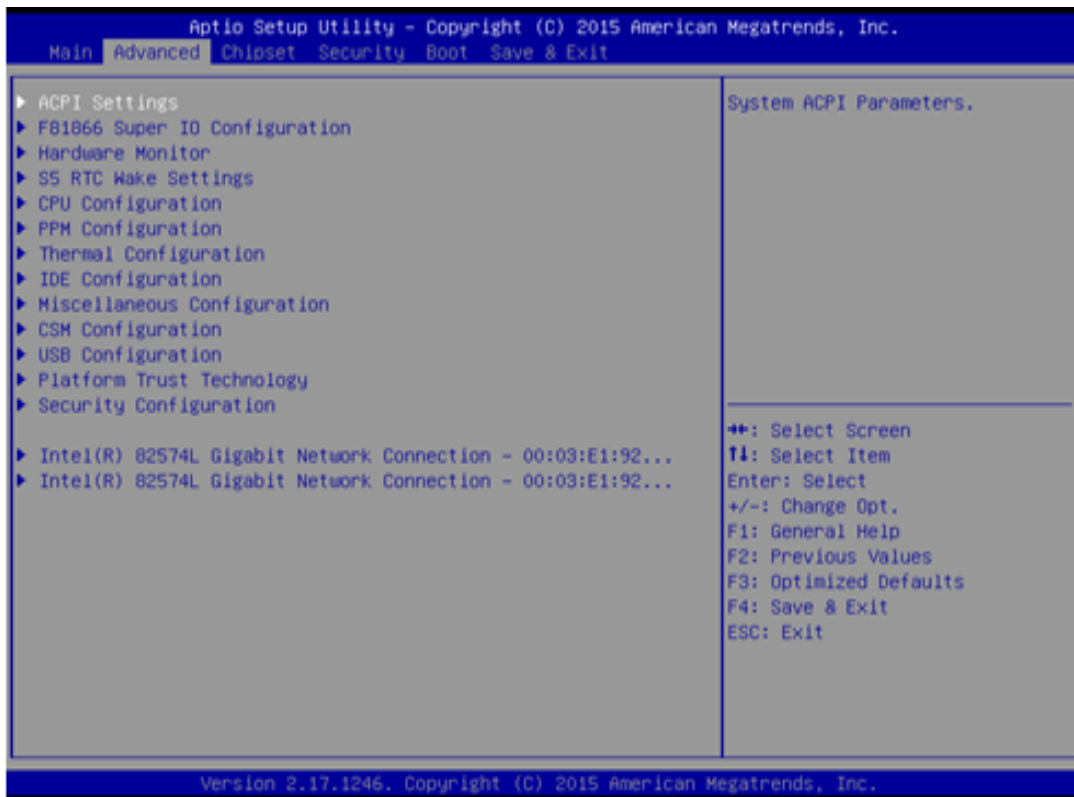 Aptio Setup Utility – Copyright (C) 2015 American Megatrends, Inc.
Main Advanced Chipset Security Boot Save & Exit
► ACPI Settings
► F81866 Super IO Configuration
► Hardware Monitor
► S5 RTC Wake Settings
► CPU Configuration
► PPM Configuration
► Thermal Configuration
► IDE Configuration
► Miscellaneous Configuration
► CSM Configuration
► USB Configuration
► Platform Trust Technology
► Security Configuration
► Intel(R) 82574L Gigabit Network Connection – 00:03:E1:92...
► Intel(R) 82574L Gigabit Network Connection – 00:03:E1:92...
System ACPI Parameters.
→←: Select Screen
↑↓: Select Item
Enter: Select
+/-: Change Opt.
F1: General Help
F2: Previous Values
F3: Optimized Defaults
F4: Save & Exit
ESC: Exit
Version 2.17.1246. Copyright (C) 2015 American Megatrends, Inc.